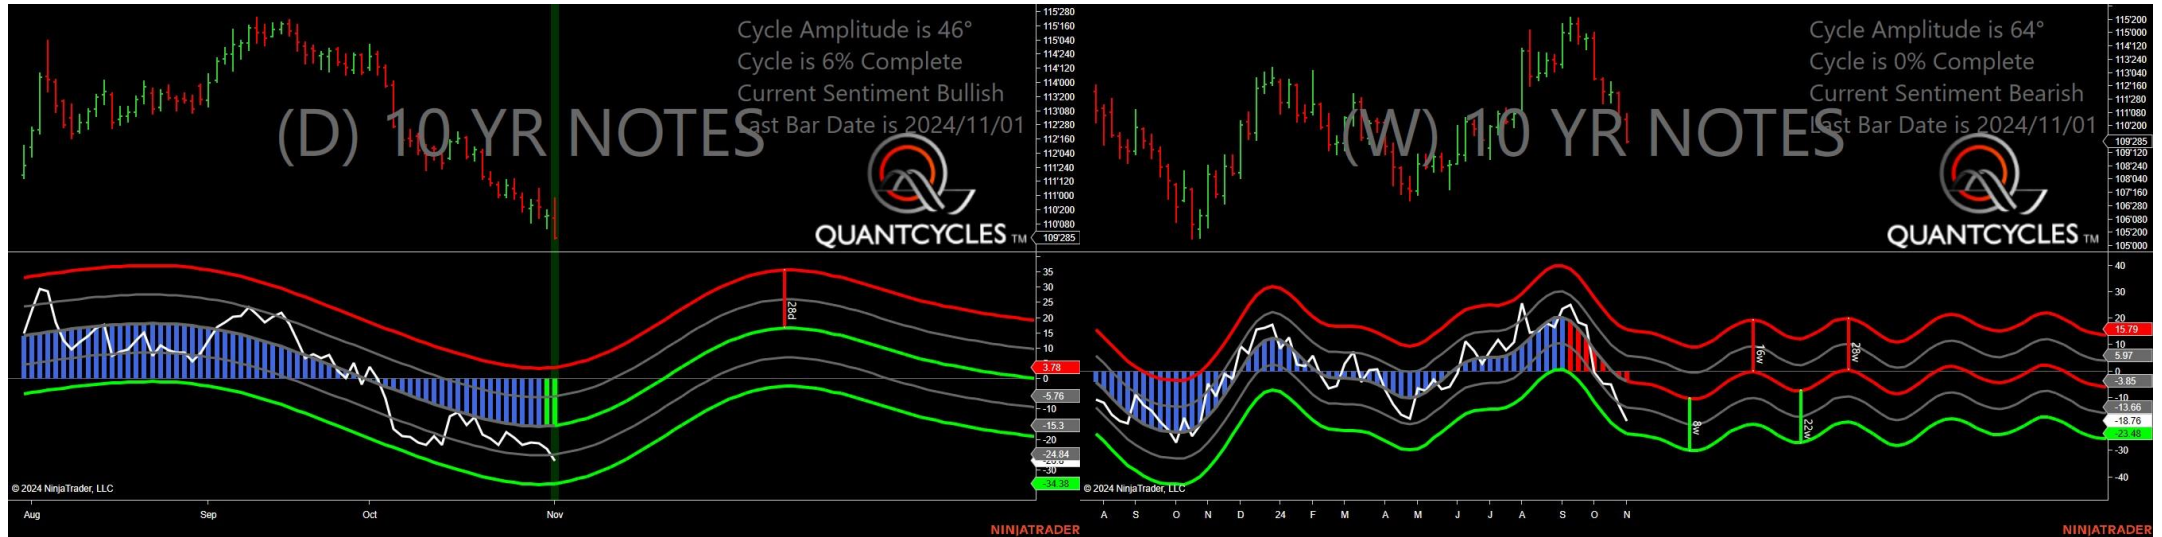 115'280
115'160
115'040
114'240
114'120
114'000
113'200
113'080
112'280
112'160
112'040
111'240
111'120
111'000
110'200
110'080
109'285
Cycle Amplitude is 46°
Cycle is 6% Complete
Current Sentiment Bullish
Last Bar Date is 2024/11/01
(D) 10 YR NOTES
QUANTCYCLES TM
28d
35
30
25
20
15
10
3.78
0
-5.76
-10
-15.3
-20
-24.84
-30
-34.38
© 2024 NinjaTrader, LLC
Aug Sep Oct Nov
NINJATRADER
115'200
115'000
114'120
113'240
113'040
112'160
111'280
111'080
110'200
109'285
109'120
108'240
108'040
107'160
106'280
106'080
105'200
105'000
Cycle Amplitude is 64°
Cycle is 0% Complete
Current Sentiment Bearish
Last Bar Date is 2024/11/01
(W) 10 YR NOTES
QUANTCYCLES TM
16w
28w
8w
22w
40
30
20
15.79
10
5.97
0
-3.85
-10
-13.66
-18.76
-23.48
-30
-40
© 2024 NinjaTrader, LLC
A S O N D 24 F M A M J J A S O N
NINJATRADER